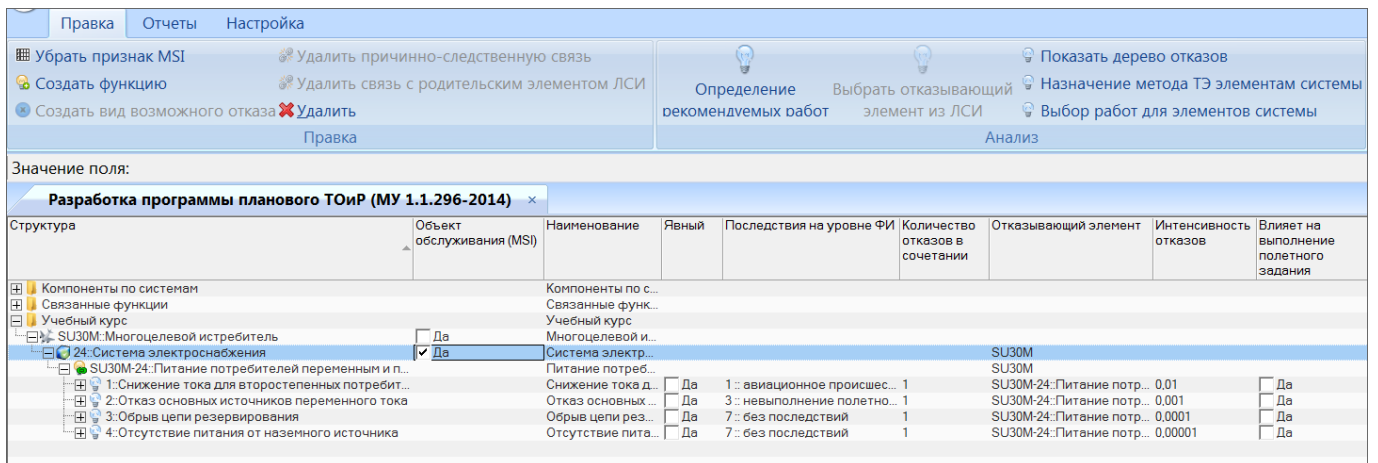 Правка Отчеты Настройка
Убрать признак MSI Удалить причинно-следственную связь Показать дерево отказов
Создать функцию Удалить связь с родительским элементом ЛСИ Определение рекомендуемых работ Выбрать отказывающий элемент из ЛСИ Назначение метода ТЭ элементам системы
Создать вид возможного отказа Удалить Выбор работ для элементов системы
Правка Анализ
Значение поля:
Разработка программы планового ТОиР (МУ 1.1.296-2014) ×
Структура Объект обслуживания (MSI) Наименование Явный Последствия на уровне ФИ Количество отказов в сочетании Отказывающий элемент Интенсивность отказов Влияет на выполнение полетного задания
Компоненты по системам Компоненты по с...
Связанные функции Связанные функ...
Учебный курс Учебный курс
SU30M::Многоцелевой истребитель Да Многоцелевой и...
24::Система электроснабжения Да Система электр... SU30M
SU30M-24::Питание потребителей переменным и п... Питание потреб... SU30M
1::Снижение тока для второстепенных потребит... Снижение тока д... Да 1 :: авиационное происшес... 1 SU30M-24::Питание потр... 0,01 Да
2::Отказ основных источников переменного тока Отказ основных ... Да 3 :: невыполнение полетно... 1 SU30M-24::Питание потр... 0,001 Да
3::Обрыв цепи резервирования Обрыв цепи рез... Да 7 :: без последствий 1 SU30M-24::Питание потр... 0,0001 Да
4::Отсутствие питания от наземного источника Отсутствие пита... Да 7 :: без последствий 1 SU30M-24::Питание потр... 0,00001 Да